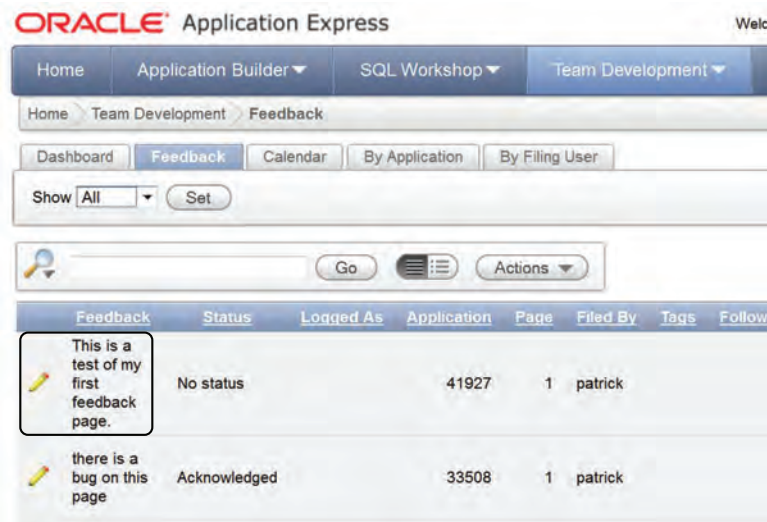 ORACLE Application Express
Welc
Home Application Builder SQL Workshop Team Development
Home Team Development Feedback
Dashboard Feedback Calendar By Application By Filing User
Show All Set
Go Actions
Feedback Status Logged As Application Page Filed By Tags Follow
This is a
test of my
first
feedback
page.
No status 41927 1 patrick
there is a
bug on this
page
Acknowledged 33508 1 patrick